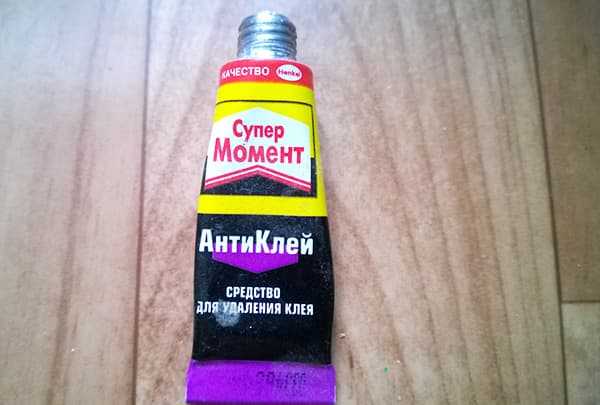 КАЧЕСТВО Henkel
Супер
Момент
АнтиКлей
СРЕДСТВО
ДЛЯ УДАЛЕНИЯ КЛЕЯ